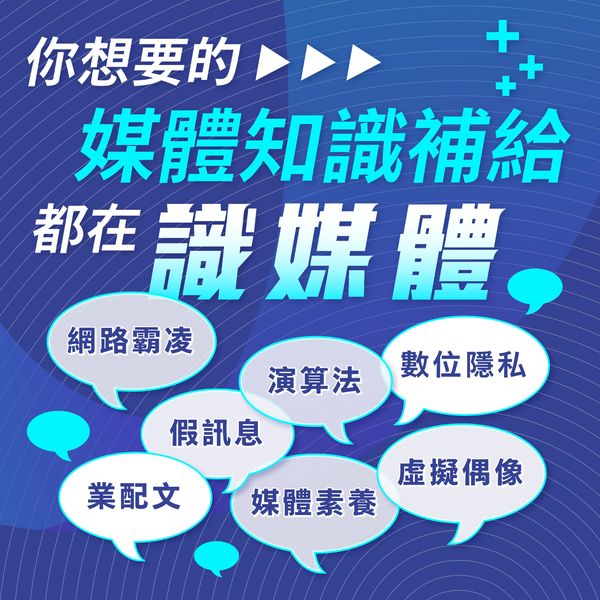 你想要的
媒體知識補給
都在識媒體
網路霸凌
演算法
數位隱私
假訊息
業配文
媒體素養
虛擬偶像